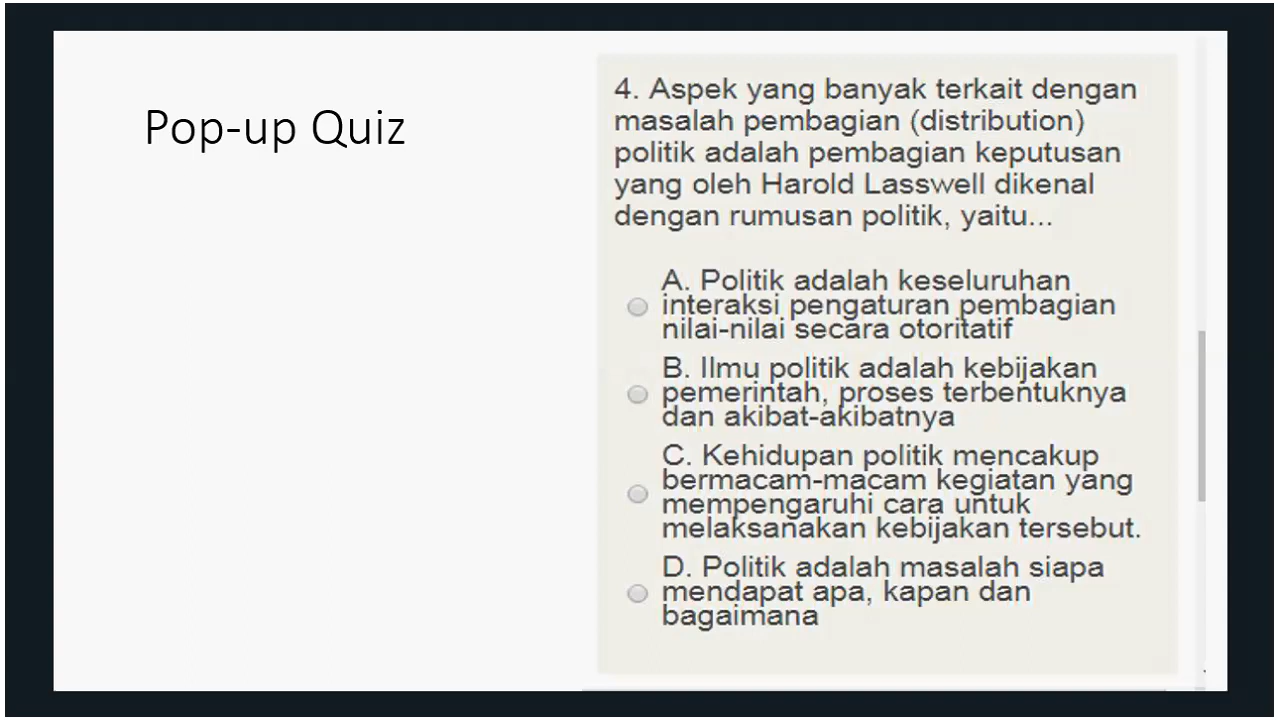 Pop-up Quiz
4. Aspek yang banyak terkait dengan
masalah pembagian (distribution)
politik adalah pembagian keputusan
yang oleh Harold Lasswell dikenal
dengan rumusan politik, yaitu...
A. Politik adalah keseluruhan
interaksi pengaturan pembagian
nilai-nilai secara otoritatif
B. Ilmu politik adalah kebijakan
pemerintah, proses terbentuknya
dan akibat-akibatnya
C. Kehidupan politik mencakup
bermacam-macam kegiatan yang
mempengaruhi cara untuk
melaksanakan kebijakan tersebut.
D. Politik adalah masalah siapa
mendapat apa, kapan dan
bagaimana